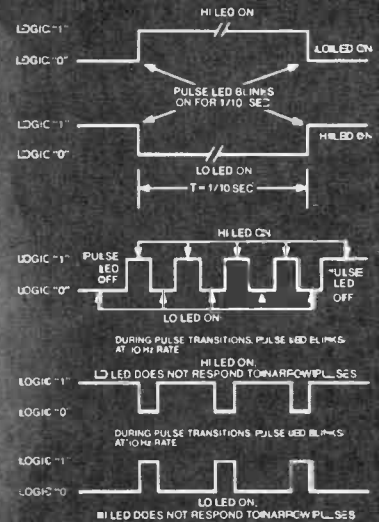 HI LED ON
LOGIC "1"
LOGIC "0"
LO LED ON
PULSE LED BLINKS
ON FOR 1/10 SEC
LOGIC "1"
HI LED ON
LOGIC "0"
LO LED ON
T = 1/10 SEC
HI LED ON
LOGIC "1"
PULSE
LED
OFF
PULSE
LED
OFF
LOGIC "0"
LO LED ON
DURING PULSE TRANSITIONS, PULSE LED BLINKS
AT 10 Hz RATE
HI LED ON,
LO LED DOES NOT RESPOND TO NARROW PULSES
LOGIC "1"
LOGIC "0"
DURING PULSE TRANSITIONS, PULSE LED BLINKS
AT 10 Hz RATE
LOGIC "1"
LOGIC "0"
LO LED ON,
HI LED DOES NOT RESPOND TO NARROW PULSES